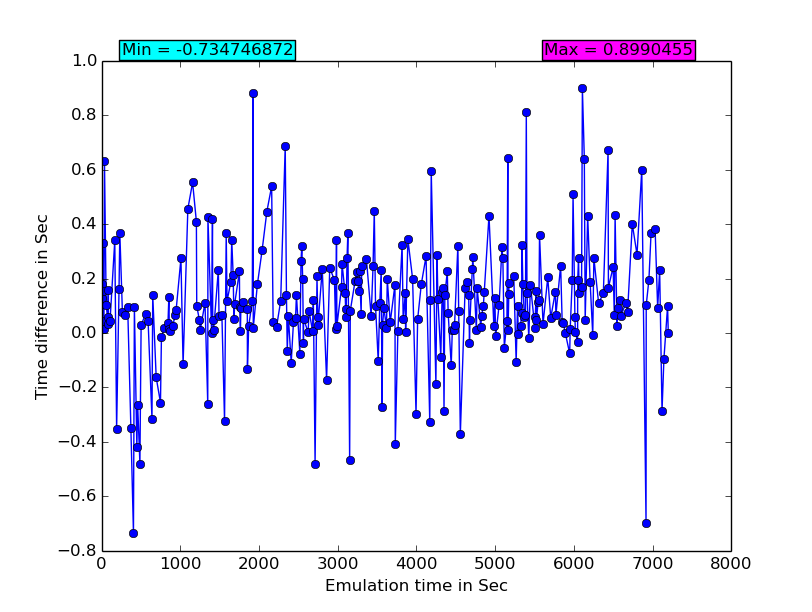 Min = -0.734746872
Max = 0.8990455
1.0
0.8
0.6
0.4
0.2
0.0
−0.2
−0.4
−0.6
−0.8
Time difference in Sec
0 1000 2000 3000 4000 5000 6000 7000 8000
Emulation time in Sec